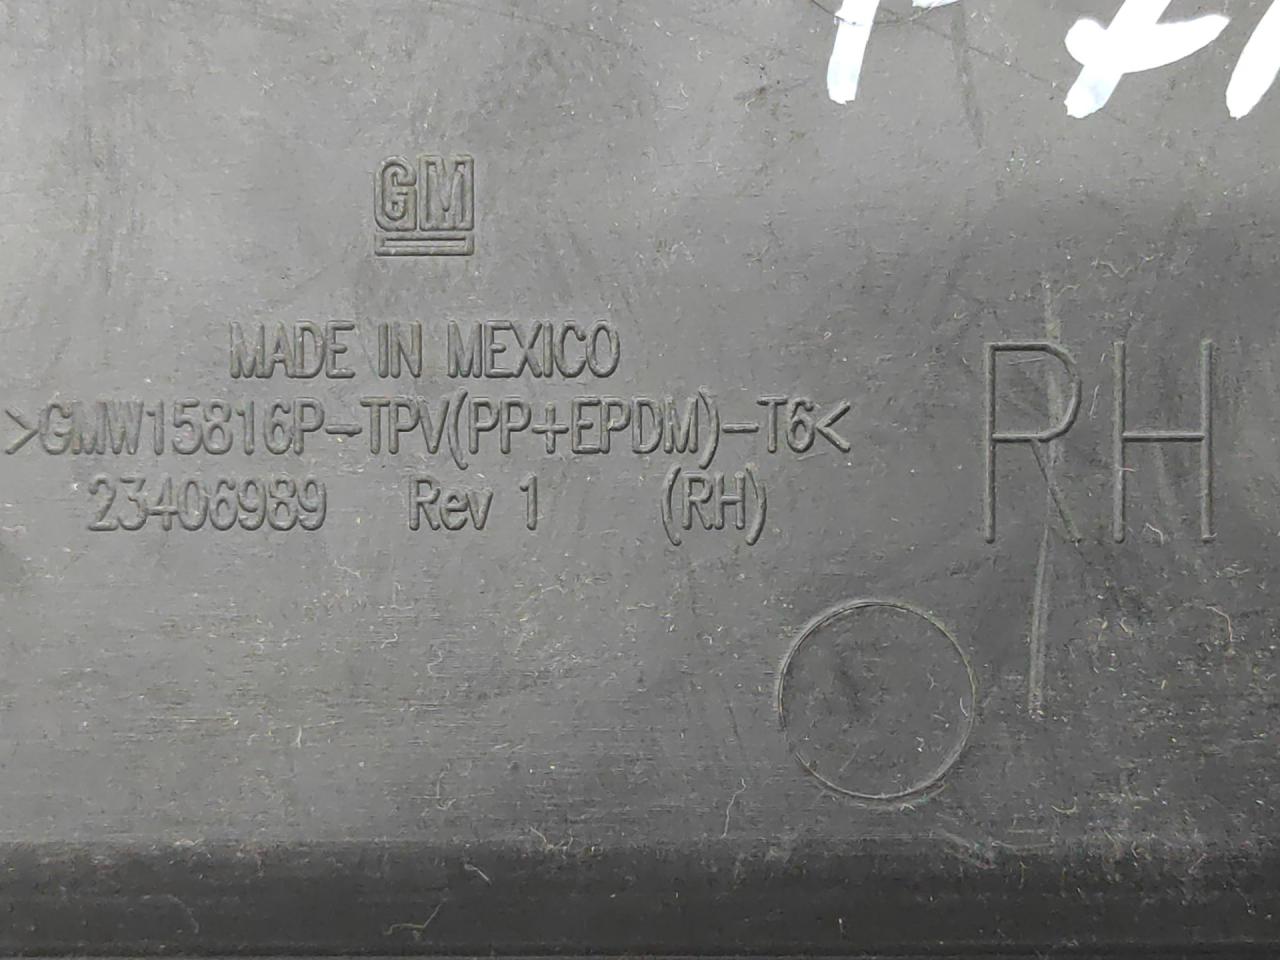 GM
MADE IN MEXICO
>GMW15816P-TPV(PP+EPDM)-T6<
23406989 Rev 1 (RH)
RH